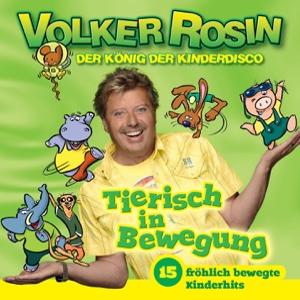 VOLKER ROSIN
DER KÖNIG DER KINDERDISCO
Tierisch
in
Bewegung
15 fröhlich bewegte
Kinderhits